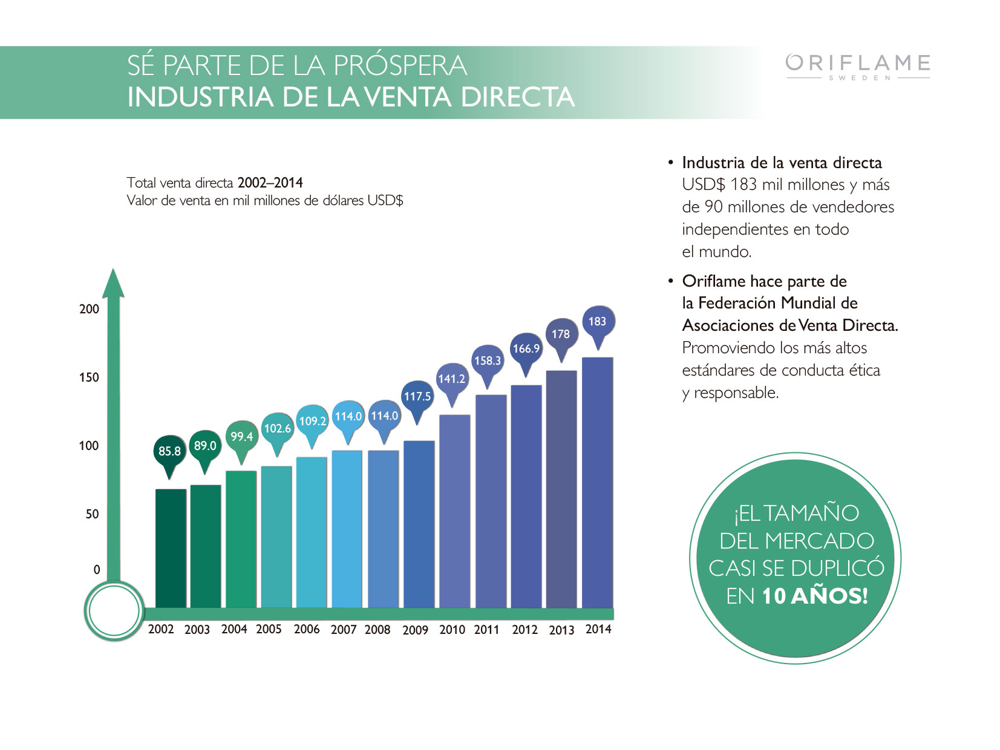 SÉ PARTE DE LA PRÓSPERA
INDUSTRIA DE LA VENTA DIRECTA
ORIFLAME
SWEDEN
Total venta directa 2002–2014
Valor de venta en mil millones de dólares USD$
200
150
100
50
0
85.8
89.0
99.4
102.6
109.2
114.0
114.0
117.5
141.2
158.3
166.9
178
183
2002 2003 2004 2005 2006 2007 2008 2009 2010 2011 2012 2013 2014
• Industria de la venta directa
USD$ 183 mil millones y más
de 90 millones de vendedores
independientes en todo
el mundo.
• Oriflame hace parte de
la Federación Mundial de
Asociaciones de Venta Directa.
Promoviendo los más altos
estándares de conducta ética
y responsable.
¡EL TAMAÑO
DEL MERCADO
CASI SE DUPLICÓ
EN 10 AÑOS!